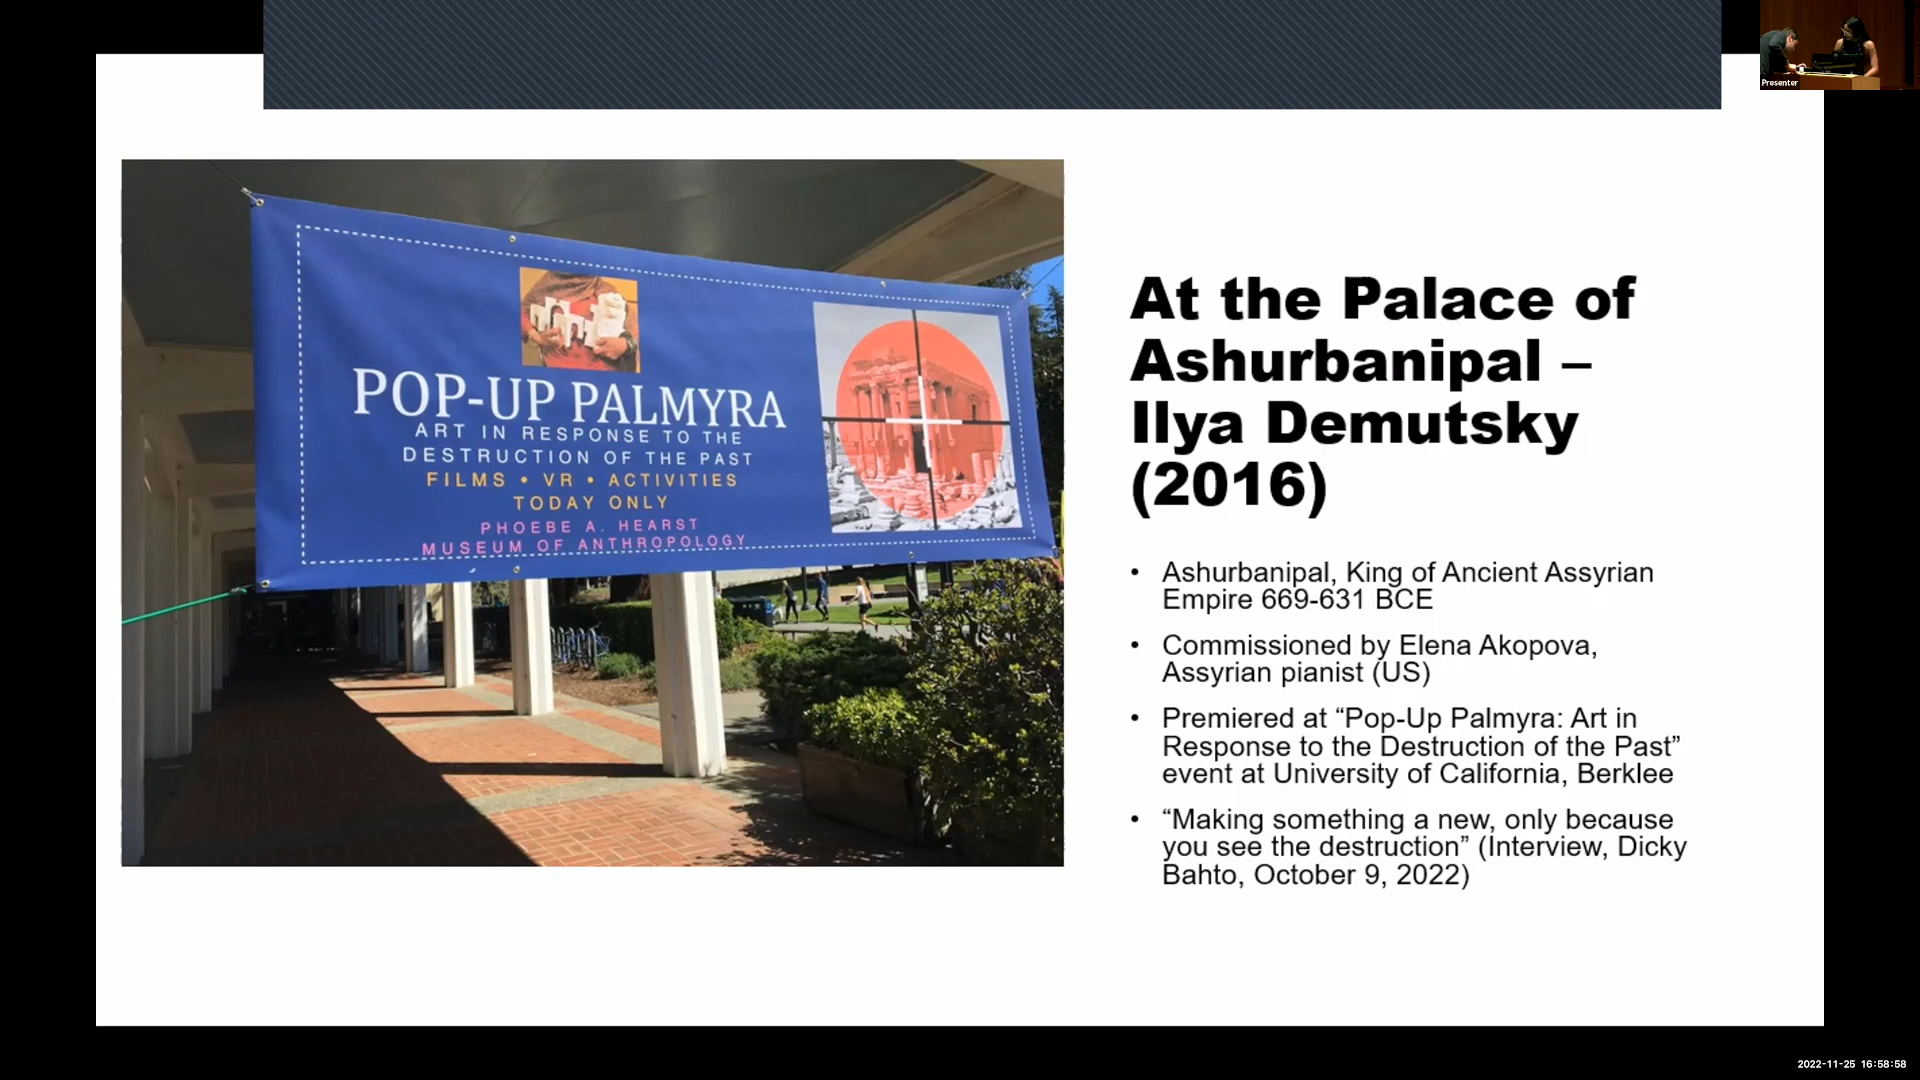 Presenter
POP-UP PALMYRA
ART IN RESPONSE TO THE
DESTRUCTION OF THE PAST
FILMS • VR • ACTIVITIES
TODAY ONLY
PHOEBE A. HEARST
MUSEUM OF ANTHROPOLOGY
At the Palace of
Ashurbanipal –
Ilya Demutsky
(2016)
• Ashurbanipal, King of Ancient Assyrian
Empire 669-631 BCE
• Commissioned by Elena Akopova,
Assyrian pianist (US)
• Premiered at “Pop-Up Palmyra: Art in
Response to the Destruction of the Past”
event at University of California, Berklee
• “Making something a new, only because
you see the destruction” (Interview, Dicky
Bahto, October 9, 2022)
2022-11-25 16:58:58